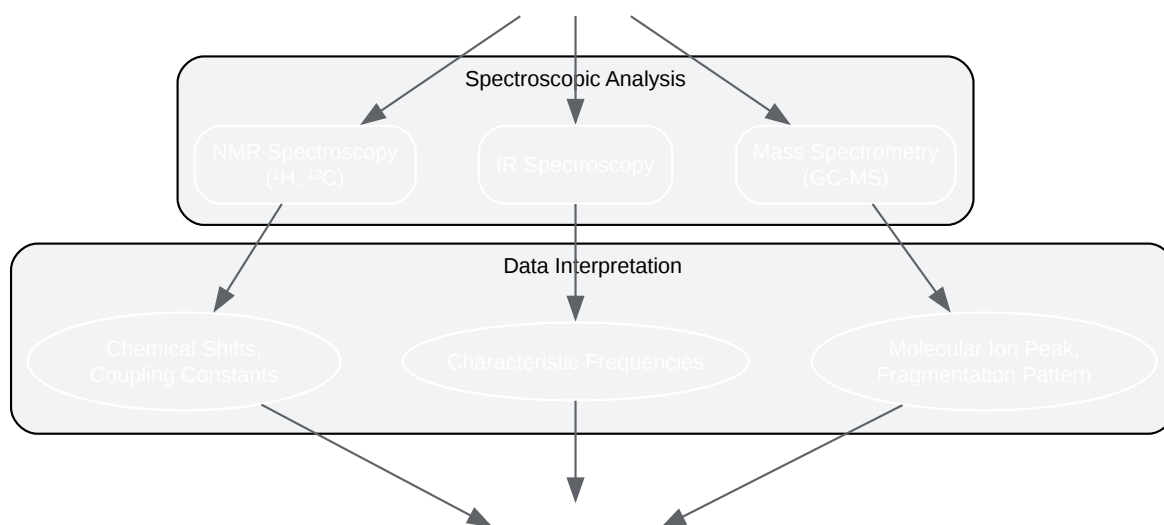 Spectroscopic Analysis
NMR Spectroscopy
(¹H, ¹³C)
IR Spectroscopy
Mass Spectrometry
(GC-MS)
Data Interpretation
Chemical Shifts,
Coupling Constants
Characteristic Frequencies
Molecular Ion Peak,
Fragmentation Pattern